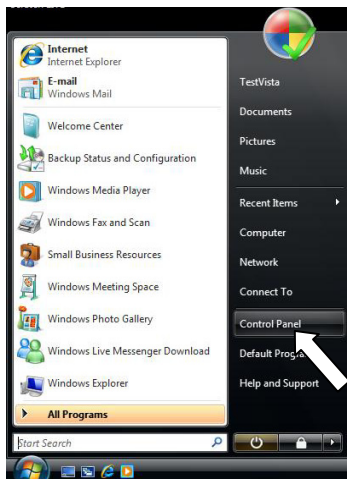 Internet
Internet Explorer
E-mail
Windows Mail
Welcome Center
Backup Status and Configuration
Windows Media Player
Windows Fax and Scan
Small Business Resources
Windows Meeting Space
Windows Photo Gallery
Windows Live Messenger Download
Windows Explorer
All Programs
Start Search
TestVista
Documents
Pictures
Music
Recent Items
Computer
Network
Connect To
Control Panel
Default
Help and Support